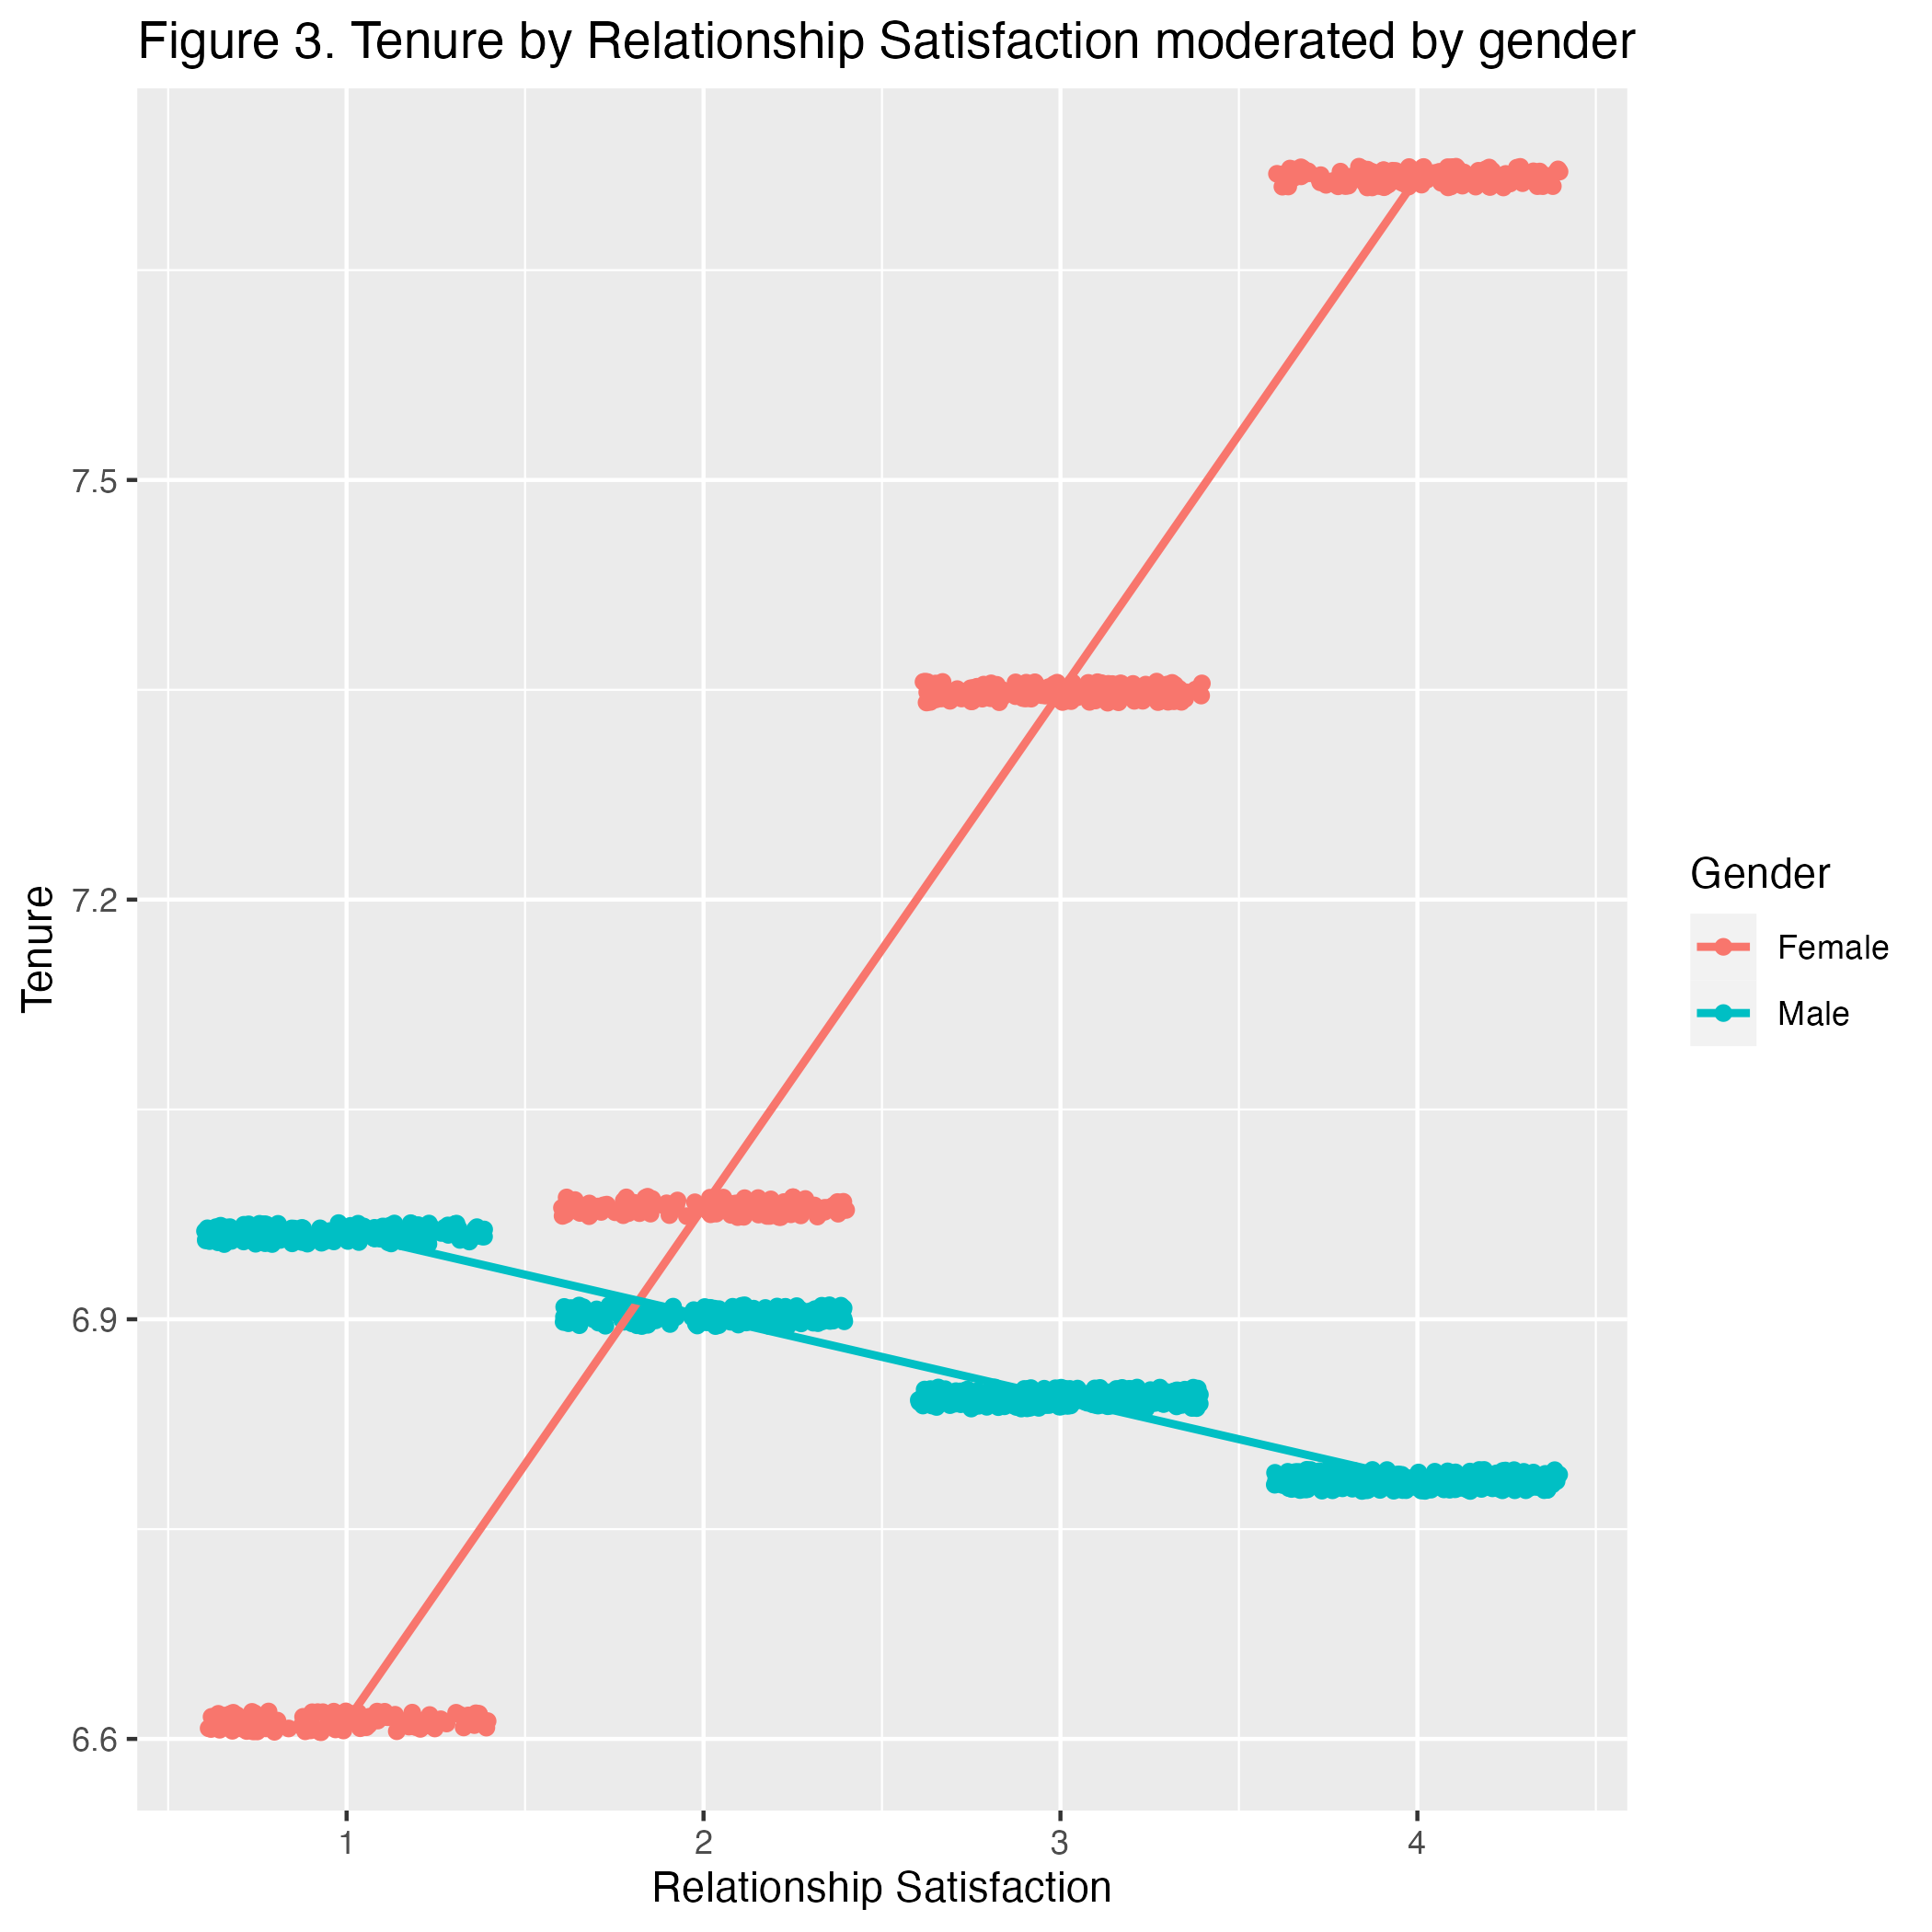 Figure 3. Tenure by Relationship Satisfaction moderated by gender
7.5
7.2
6.9
6.6
Tenure
1 2 3 4
Relationship Satisfaction
Gender
Female
Male